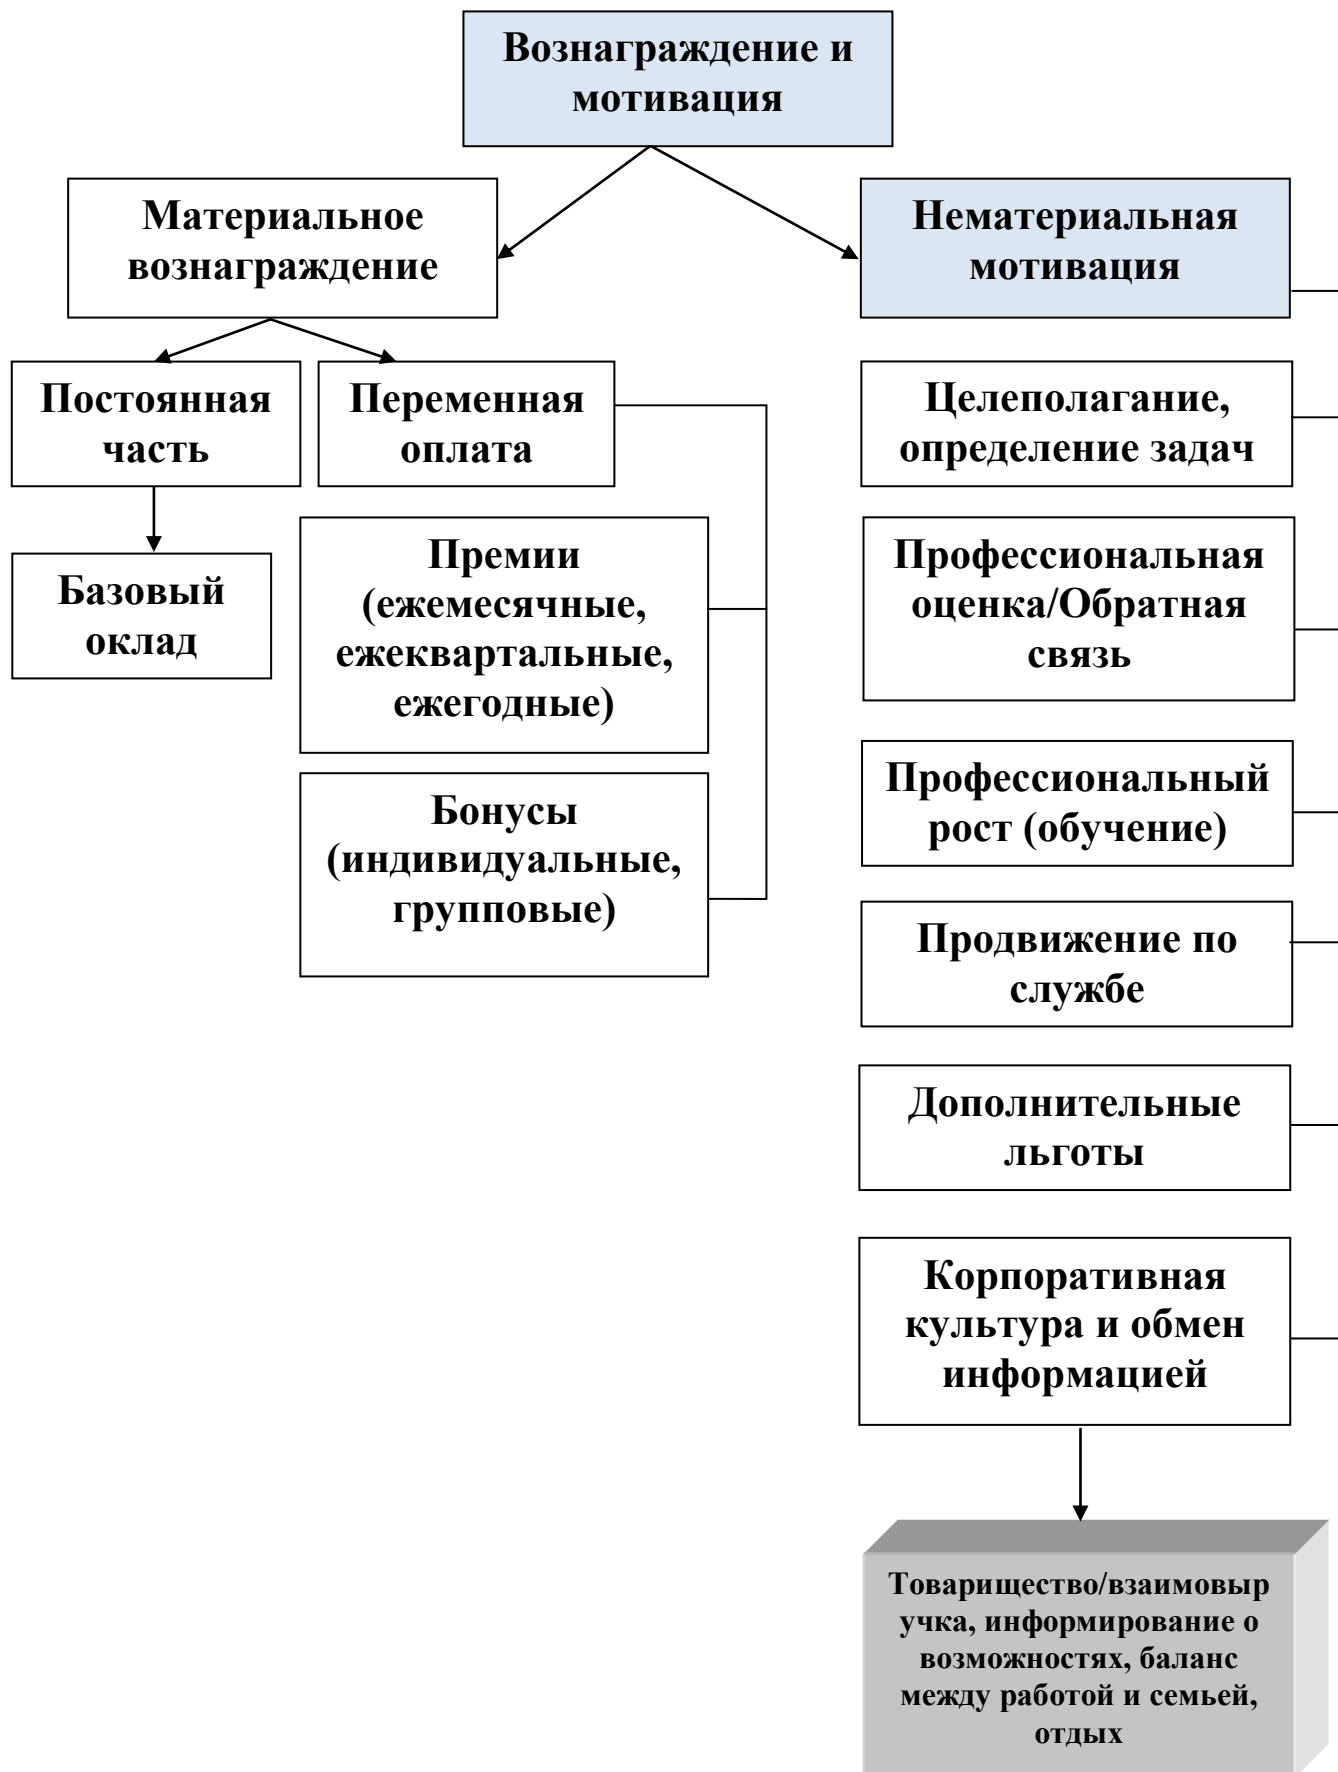 Вознаграждение и
мотивация
Материальное
вознаграждение
Нематериальная
мотивация
Постоянная
часть
Переменная
оплата
Целеполагание,
определение задач
Базовый
оклад
Премии
(ежемесячные,
ежеквартальные,
ежегодные)
Профессиональная
оценка/Обратная
связь
Бонусы
(индивидуальные,
групповые)
Профессиональный
рост (обучение)
Продвижение по
службе
Дополнительные
льготы
Корпоративная
культура и обмен
информацией
Товарищество/взаимовыр
учка, информирование о
возможностях, баланс
между работой и семьей,
отдых